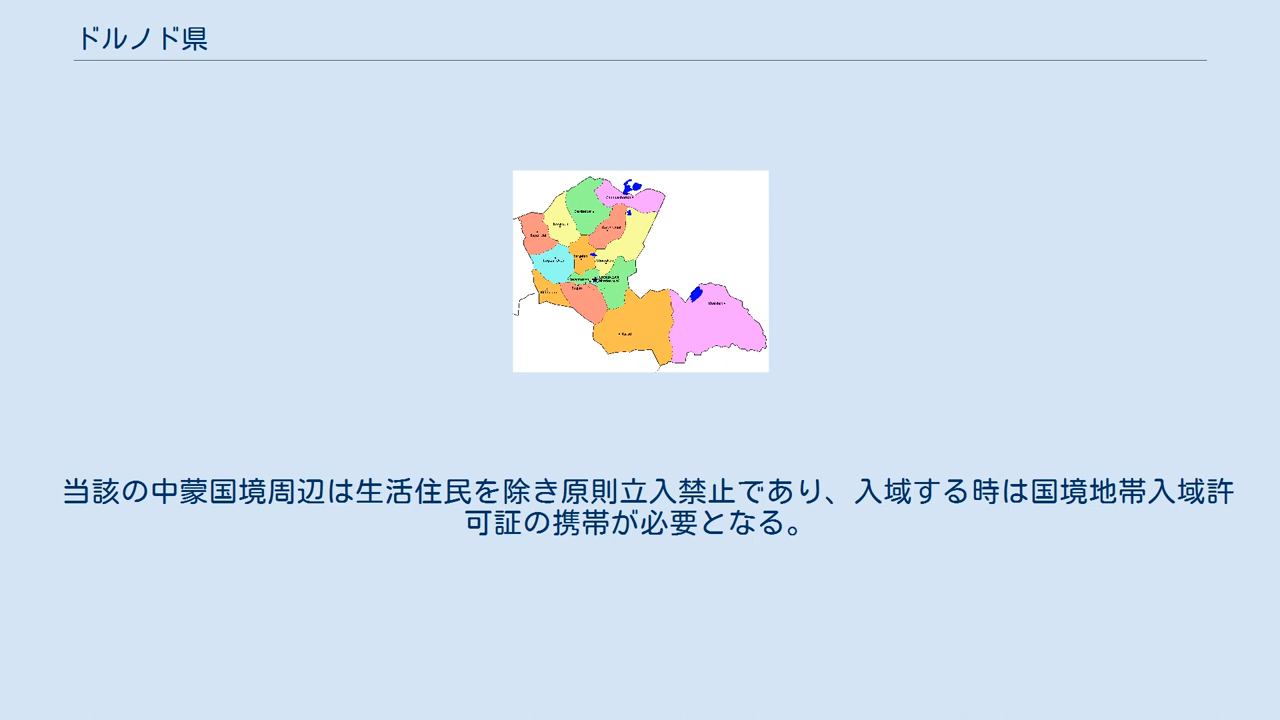 ドルノド県
当該の中蒙国境周辺は生活住民を除き原則立入禁止であり、入域する時は国境地帯入域許
可証の携帯が必要となる。